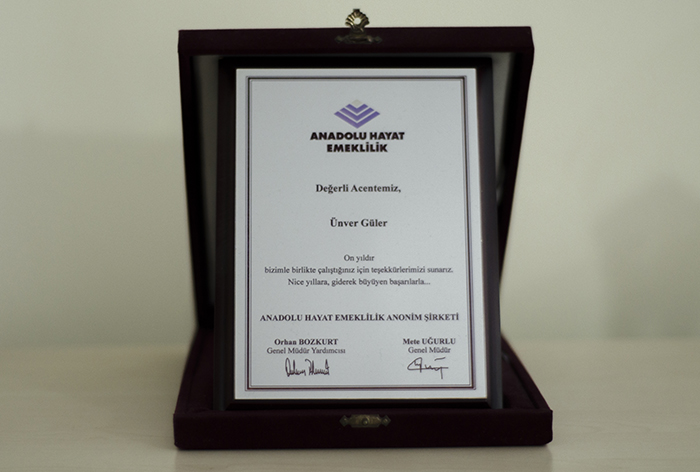 ANADOLU HAYAT
EMEKLİLİK
Değerli Acentemiz,
Ünver Güler
On yıldır
bizimle birlikte çalıştığınız için teşekkürlerimizi sunarız.
Nice yıllara, giderek büyüyen başarılarla...
ANADOLU HAYAT EMEKLİLİK ANONİM ŞİRKETİ
Orhan BOZKURT Mete UĞURLU
Genel Müdür Yardımcısı Genel Müdür